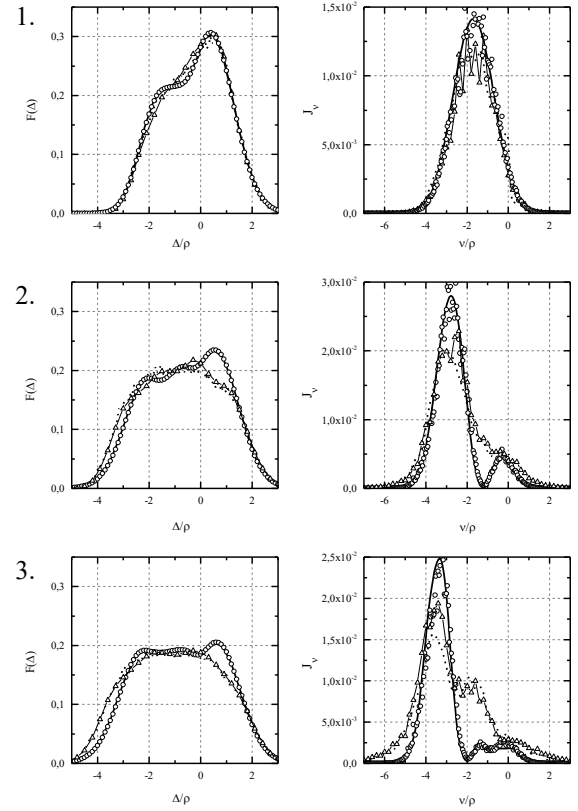 1.
0,3
0,2
0,1
0,0
F(Δ)
-4 -2 0 2
Δ/ρ
1,5x10⁻²
1,0x10⁻²
5,0x10⁻³
0,0
J_ν
-6 -4 -2 0 2
ν/ρ
2.
0,3
0,2
0,1
0,0
F(Δ)
-4 -2 0 2
Δ/ρ
3,0x10⁻²
2,0x10⁻²
1,0x10⁻²
0,0
J_ν
-6 -4 -2 0 2
ν/ρ
3.
0,3
0,2
0,1
0,0
F(Δ)
-4 -2 0 2
Δ/ρ
2,5x10⁻²
2,0x10⁻²
1,5x10⁻²
1,0x10⁻²
5,0x10⁻³
0,0
J_ν
-6 -4 -2 0 2
ν/ρ